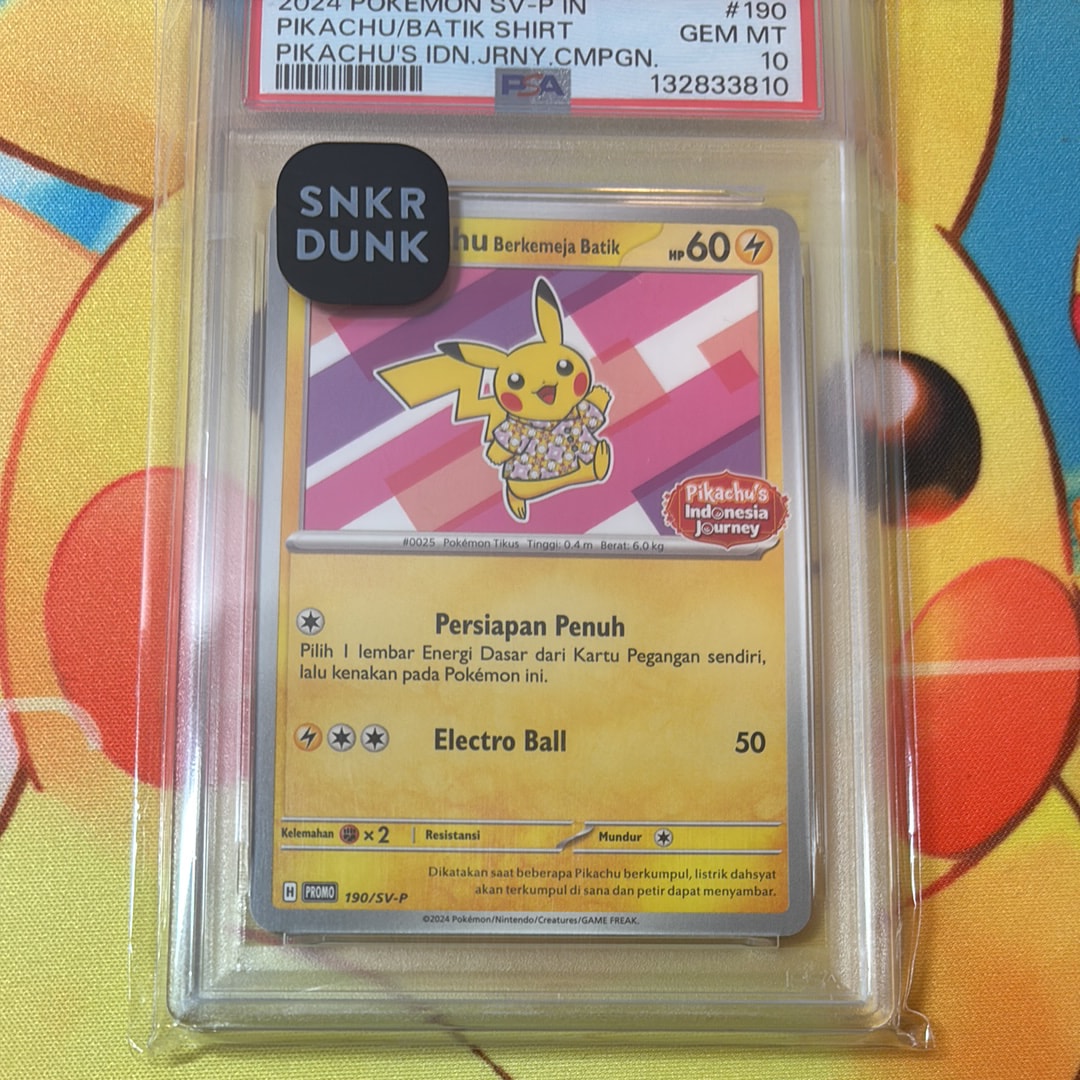 2024 POKEMON SV-P IN
#190
PIKACHU/BATIK SHIRT
GEM MT
PIKACHU'S IDN.JRNY.CMPGN.
10
PSA
132833810
SNKR
DUNK
hu Berkemeja Batik
HP 60
Pikachu's
Indonesia
Journey
#0025 Pokémon Tikus Tinggi: 0.4 m Berat: 6.0 kg
Persiapan Penuh
Pilih 1 lembar Energi Dasar dari Kartu Pegangan sendiri,
lalu kenakan pada Pokémon ini.
Electro Ball 50
Kelemahan ×2 Resistansi Mundur
Dikatakan saat beberapa Pikachu berkumpul, listrik dahsyat
akan terkumpul di sana dan petir dapat menyambar.
H PROMO 190/SV-P
©2024 Pokémon/Nintendo/Creatures/GAME FREAK.